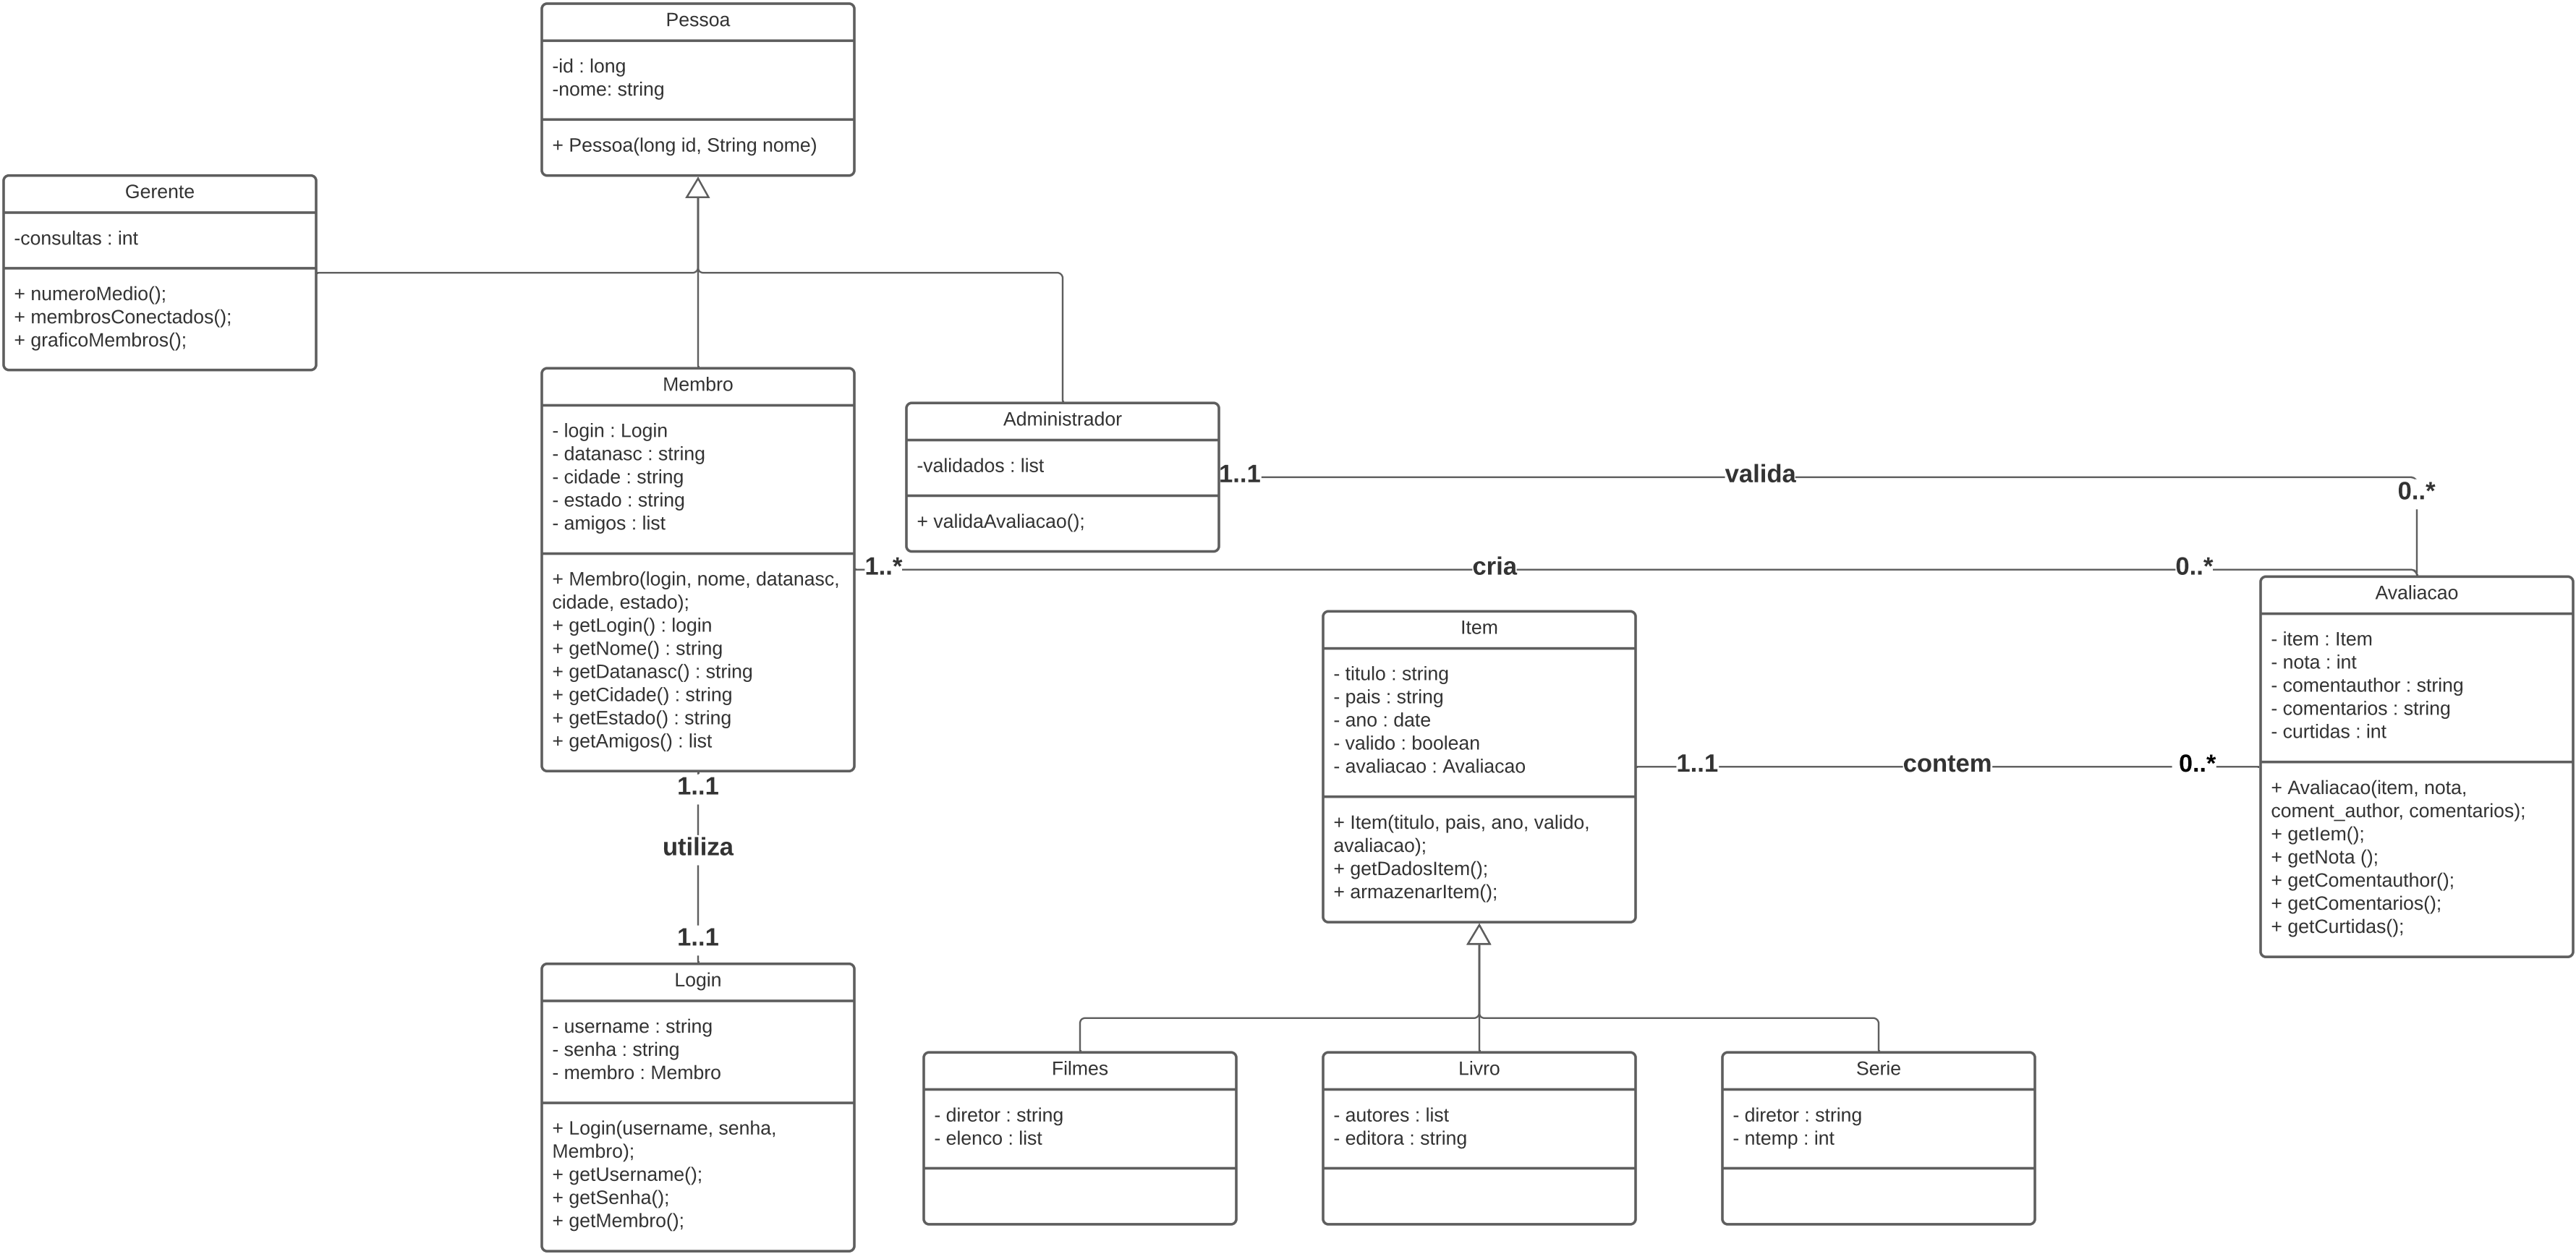 Pessoa
-id : long
-nome: string
+ Pessoa(long id, String nome)
Gerente
-consultas : int
+ numeroMedio();
+ membrosConectados();
+ graficoMembros();
Membro
- login : Login
- datanasc : string
- cidade : string
- estado : string
- amigos : list
+ Membro(login, nome, datanasc,
cidade, estado);
+ getLogin() : login
+ getNome() : string
+ getDatanasc() : string
+ getCidade() : string
+ getEstado() : string
+ getAmigos() : list
Administrador
-validados : list
+ validaAvaliacao();
1..1
valida
0..*
1..*
cria
0..*
Avaliacao
- item : Item
- nota : int
- comentauthor : string
- comentarios : string
- curtidas : int
+ Avaliacao(item, nota,
coment_author, comentarios);
+ getIem();
+ getNota ();
+ getComentauthor();
+ getComentarios();
+ getCurtidas();
Item
- titulo : string
- pais : string
- ano : date
- valido : boolean
- avaliacao : Avaliacao
+ Item(titulo, pais, ano, valido,
avaliacao);
+ getDadosItem();
+ armazenarItem();
1..1
contem
0..*
1..1
utiliza
1..1
Login
- username : string
- senha : string
- membro : Membro
+ Login(username, senha,
Membro);
+ getUsername();
+ getSenha();
+ getMembro();
Filmes
- diretor : string
- elenco : list
Livro
- autores : list
- editora : string
Serie
- diretor : string
- ntemp : int